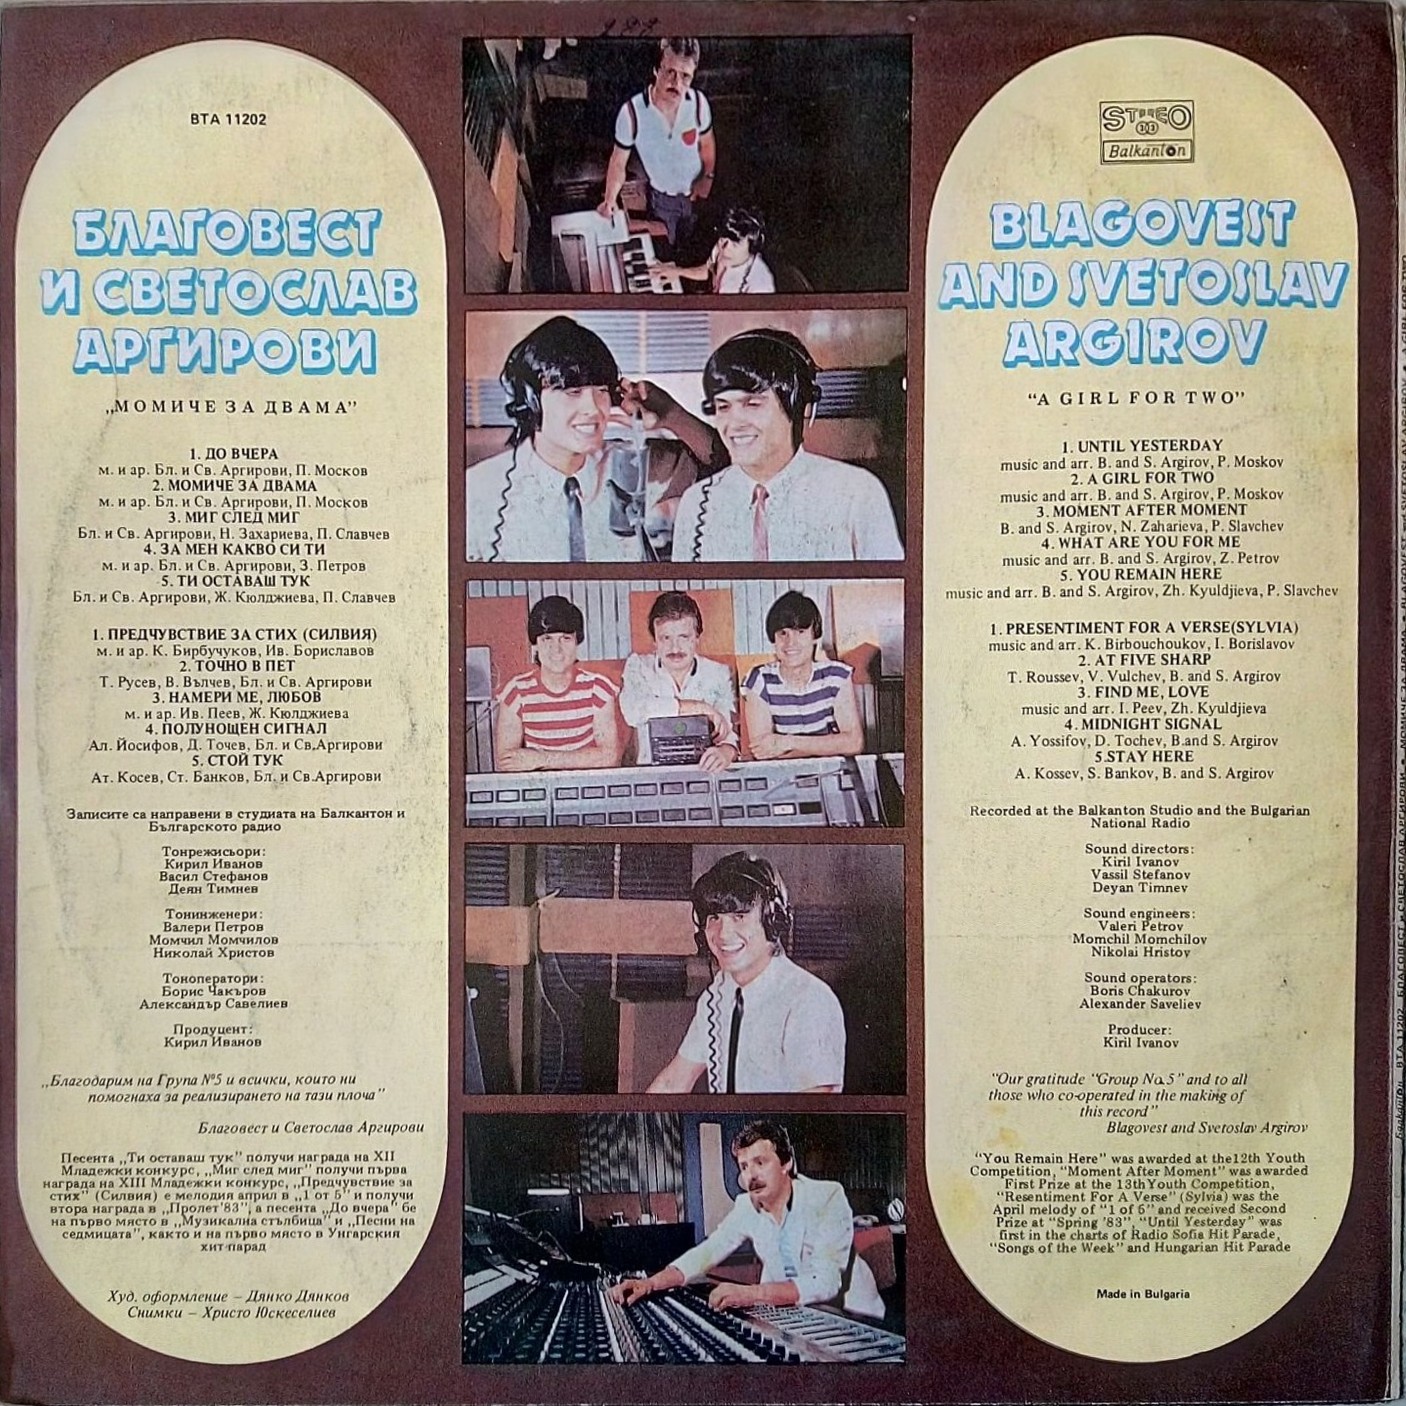 ВТА 11202
БЛАГОВЕСТ
И СВЕТОСЛАВ
АРГИРОВИ
„МОМИЧЕ ЗА ДВАМА”
1. ДО ВЧЕРА
м. и ар. Бл. и Св. Аргирови, П. Москов
2. МОМИЧЕ ЗА ДВАМА
м. и ар. Бл. и Св. Аргирови, П. Москов
3. МИГ СЛЕД МИГ
Бл. и Св. Аргирови, Н. Захариева, П. Славчев
4. ЗА МЕН КАКВО СИ ТИ
м. и ар. Бл. и Св. Аргирови, З. Петров
5. ТИ ОСТАВАШ ТУК
Бл. и Св. Аргирови, Ж. Кюлджиева, П. Славчев
1. ПРЕДЧУВСТВИЕ ЗА СТИХ (СИЛВИЯ)
м. и ар. К. Бирбучуков, Ив. Бориславов
2. ТОЧНО В ПЕТ
Т. Русев, В. Вълчев, Бл. и Св. Аргирови
3. НАМЕРИ МЕ, ЛЮБОВ
м. и ар. Ив. Пеев, Ж. Кюлджиева
4. ПОЛУНОЩЕН СИГНАЛ
Ал. Йосифов, Д. Точев, Бл. и Св,Аргирови
5. СТОЙ ТУК
Ат. Косев, Ст. Банков, Бл. и Св.Аргирови
Записите са направени в студиата на Балкантон и
Българското радио
Тонрежисьори:
Кирил Иванов
Васил Стефанов
Деян Тимнев
Тонинженери:
Валери Петров
Момчил Момчилов
Николай Христов
Тоноператори:
Борис Чакъров
Александър Савелиев
Продуцент:
Кирил Иванов
„Благодарим на Група №5 и всички, които ни
помогнаха за реализирането на тази плоча”
Благовест и Светослав Аргирови
Песента „Ти оставаш тук” получи награда на XII
Младежки конкурс, „Миг след миг” получи първа
награда на XIII Младежки конкурс, „Предчувствие за
стих” (Силвия) е мелодия април в „1 от 5” и получи
втора награда в „Пролет’83”, а песента „До вчера” бе
на първо място в „Музикална стълбица” и „Песни на
седмицата”, както и на първо място в Унгарския
хит-парад
Худ. оформление – Дянко Дянков
Снимки – Христо Юскеселиев
STEREO
Balkanton
BLAGOVEST
AND SVETOSLAV
ARGIROV
“A GIRL FOR TWO”
1. UNTIL YESTERDAY
music and arr. B. and S. Argirov, P. Moskov
2. A GIRL FOR TWO
music and arr. B. and S. Argirov, P. Moskov
3. MOMENT AFTER MOMENT
B. and S. Argirov, N. Zaharieva, P. Slavchev
4. WHAT ARE YOU FOR ME
music and arr. B. and S. Argirov, Z. Petrov
5. YOU REMAIN HERE
music and arr. B. and S. Argirov, Zh. Kyuldjieva, P. Slavchev
1. PRESENTIMENT FOR A VERSE(SYLVIA)
music and arr. K. Birbouchoukov, I. Borislavov
2. AT FIVE SHARP
T. Roussev, V. Vulchev, B. and S. Argirov
3. FIND ME, LOVE
music and arr. I. Peev, Zh. Kyuldjieva
4. MIDNIGHT SIGNAL
A. Yossifov, D. Tochev, B.and S. Argirov
5.STAY HERE
A. Kossev, S. Bankov, B. and S. Argirov
Recorded at the Balkanton Studio and the Bulgarian
National Radio
Sound directors:
Kiril Ivanov
Vassil Stefanov
Deyan Timnev
Sound engineers:
Valeri Petrov
Momchil Momchilov
Nikolai Hristov
Sound operators:
Boris Chakurov
Alexander Saveliev
Producer:
Kiril Ivanov
“Our gratitude “Group No.5” and to all
those who co-operated in the making of
this record”
Blagovest and Svetoslav Argirov
“You Remain Here” was awarded at the12th Youth
Competition, “Moment After Moment” was awarded
First Prize at the 13thYouth Competition,
“Resentiment For A Verse” (Sylvia) was the
April melody of “1 of 5” and received Second
Prize at “Spring ’83”, “Until Yesterday” was
first in the charts of Radio Sofia Hit Parade,
“Songs of the Week” and Hungarian Hit Parade
Made in Bulgaria